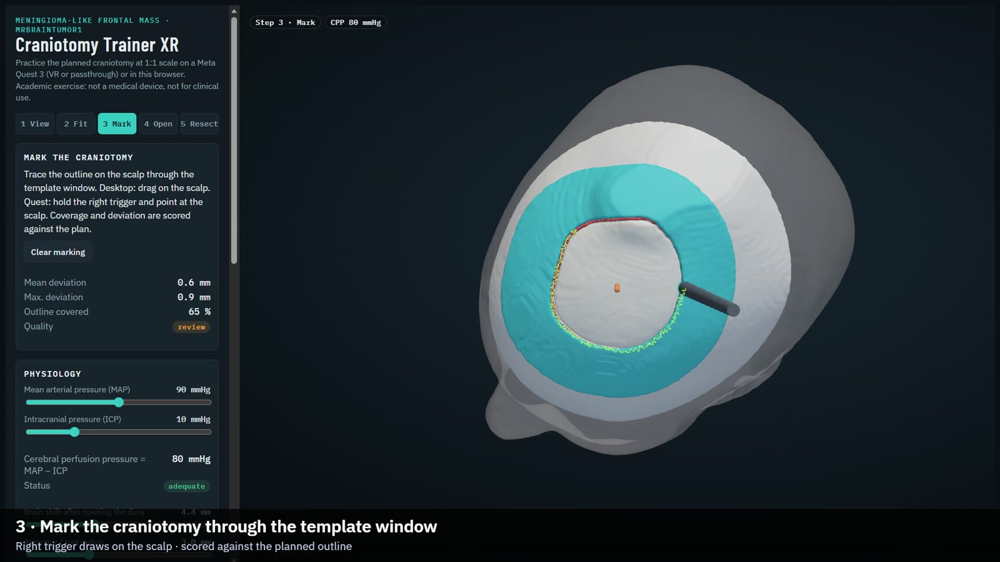 MENINGIOMA-LIKE FRONTAL MASS ·
MRBRAINTUMOR1
Craniotomy Trainer XR
Practice the planned craniotomy at 1:1 scale on a Meta
Quest 3 (VR or passthrough) or in this browser.
Academic exercise: not a medical device, not for clinical
use.
1 View
2 Fit
3 Mark
4 Open
5 Resect
MARK THE CRANIOTOMY
Trace the outline on the scalp through the
template window. Desktop: drag on the scalp.
Quest: hold the right trigger and point at the
scalp. Coverage and deviation are scored
against the plan.
Clear marking
Mean deviation 0.6 mm
Max. deviation 0.9 mm
Outline covered 65 %
Quality review
PHYSIOLOGY
Mean arterial pressure (MAP) 90 mmHg
Intracranial pressure (ICP) 10 mmHg
Cerebral perfusion pressure = 80 mmHg
MAP – ICP
Status adequate
Brain shift after opening the dura 4.4 mm
Step 3 · Mark
CPP 80 mmHg
3 · Mark the craniotomy through the template window
Right trigger draws on the scalp · scored against the planned outline